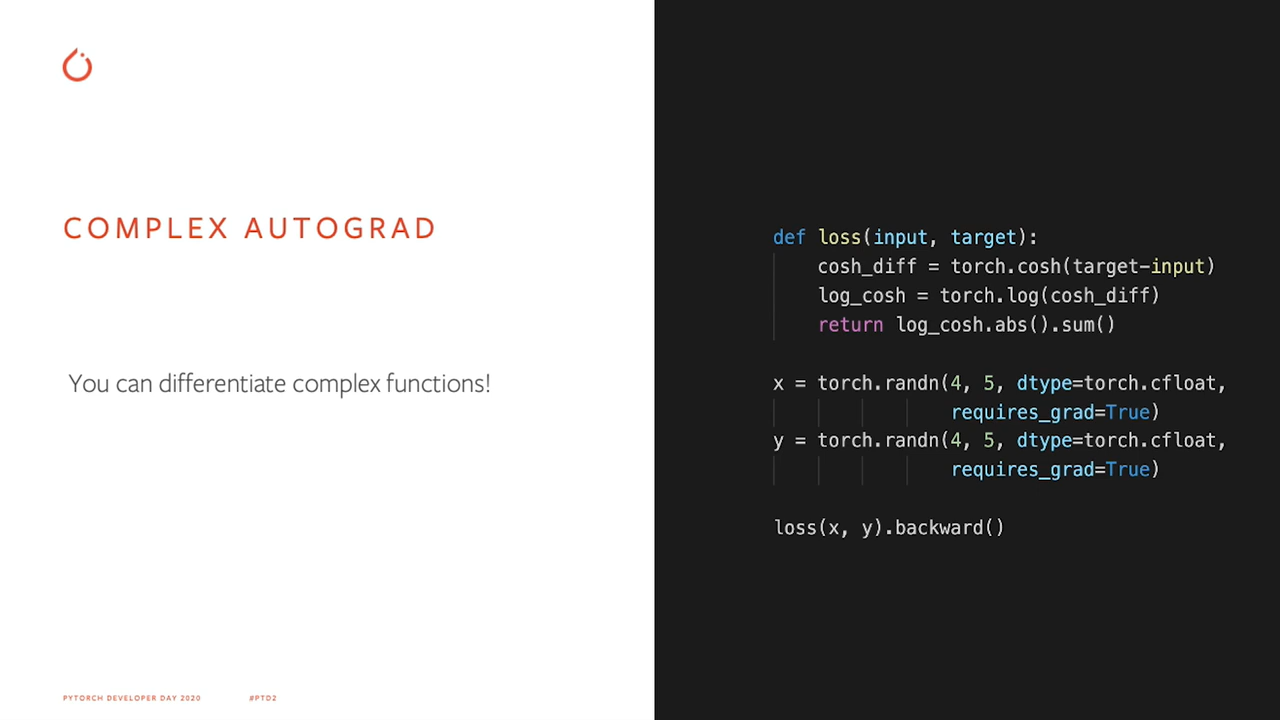 COMPLEX AUTOGRAD
You can differentiate complex functions!
def loss(input, target):
    cosh_diff = torch.cosh(target-input)
    log_cosh = torch.log(cosh_diff)
    return log_cosh.abs().sum()
x = torch.randn(4, 5, dtype=torch.cfloat,
                requires_grad=True)
y = torch.randn(4, 5, dtype=torch.cfloat,
                requires_grad=True)
loss(x, y).backward()
PYTORCH DEVELOPER DAY 2020 #PTD2